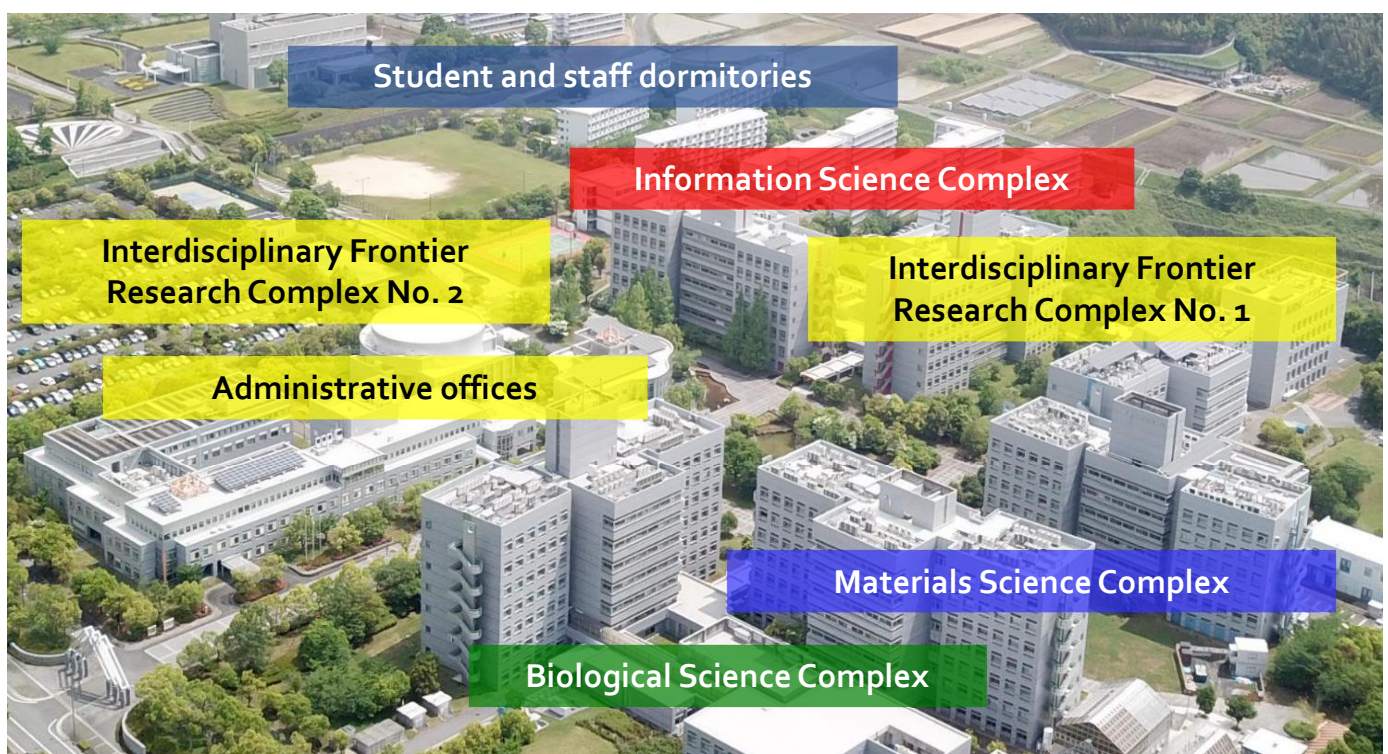 Student and staff dormitories
Information Science Complex
Interdisciplinary Frontier
Research Complex No. 2
Interdisciplinary Frontier
Research Complex No. 1
Administrative offices
Materials Science Complex
Biological Science Complex